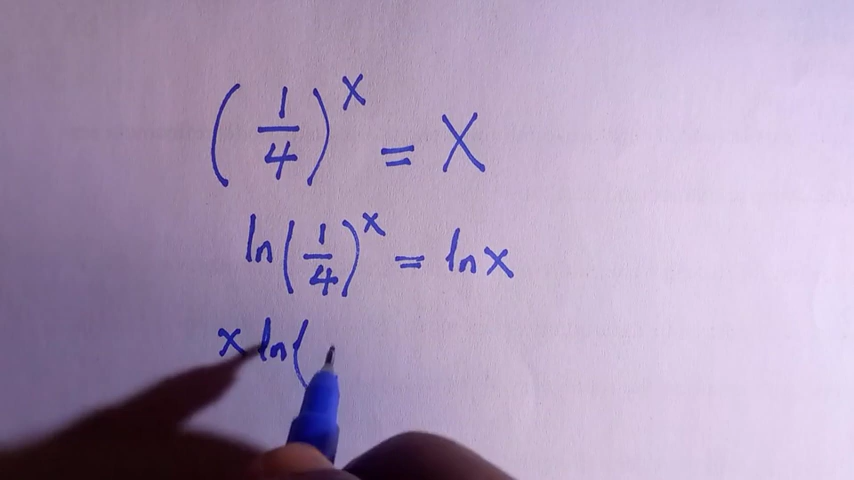 (1/4)^x = x
ln(1/4)^x = ln x
x ln(